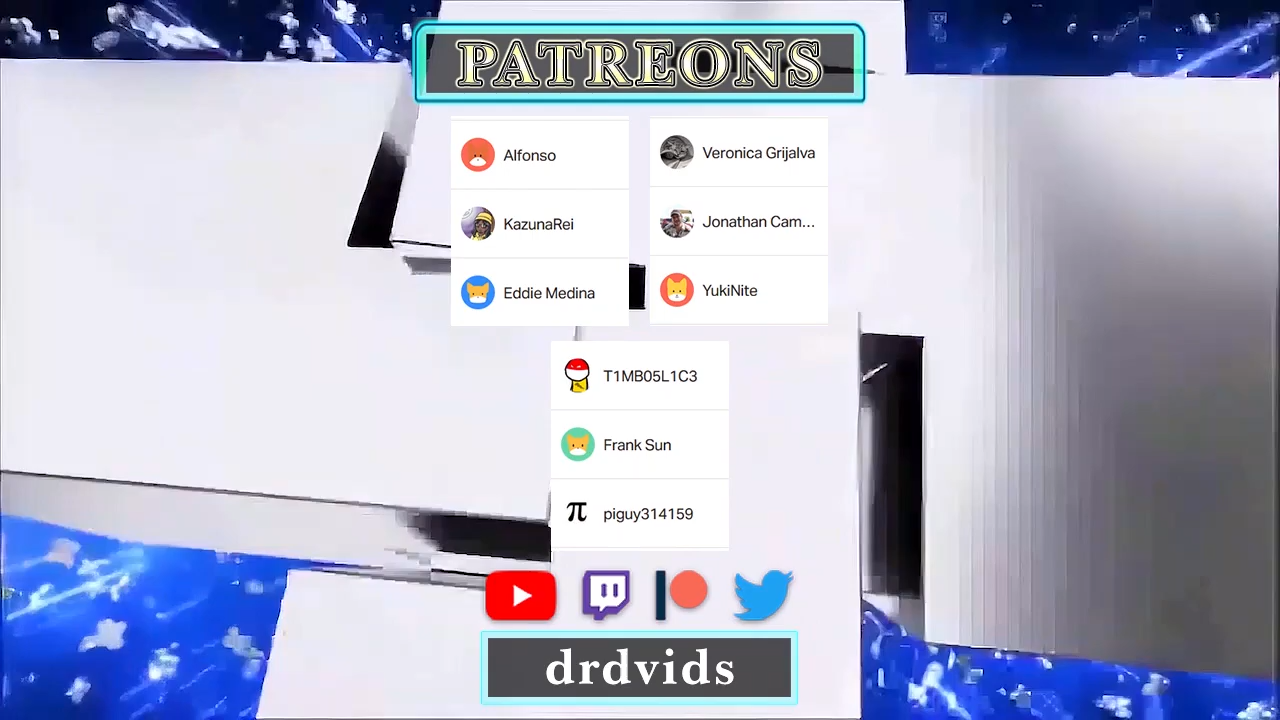 PATREONS
Alfonso
KazunaRei
Eddie Medina
Veronica Grijalva
Jonathan Cam...
YukiNite
T1MB05L1C3
Frank Sun
π piguy314159
drdvids